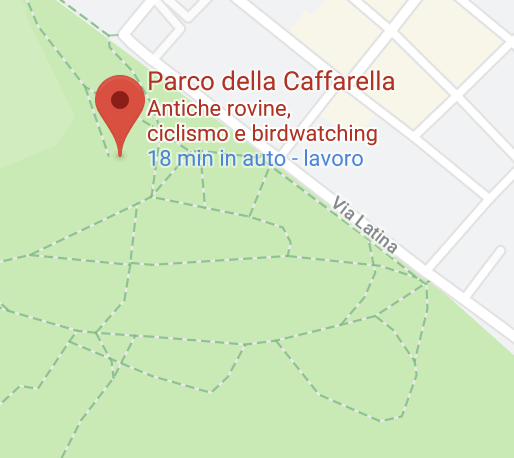 Parco della Caffarella
Antiche rovine,
ciclismo e birdwatching
18 min in auto - lavoro
Via Latina